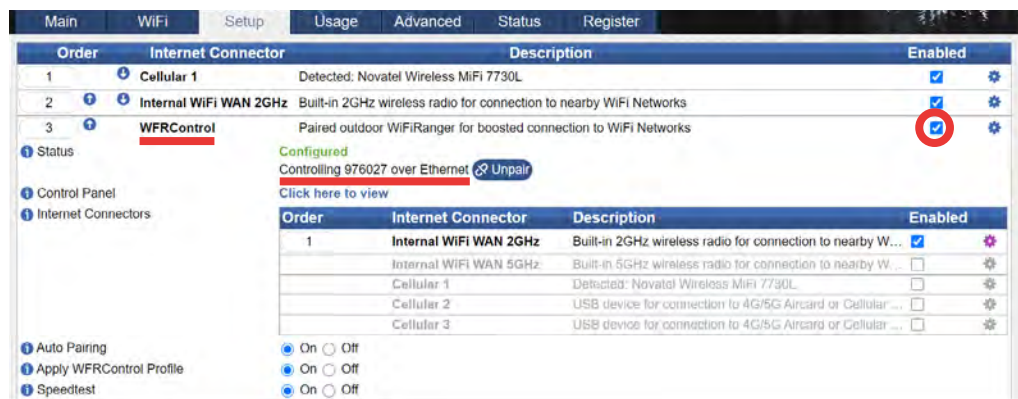 Main WiFi Setup Usage Advanced Status Register
Order Internet Connector Description Enabled
1 Cellular 1 Detected: Novatel Wireless MiFi 7730L
2 Internal WiFi WAN 2GHz Built-in 2GHz wireless radio for connection to nearby WiFi Networks
3 WFRControl Paired outdoor WiFiRanger for boosted connection to WiFi Networks
Status Configured
Controlling 976027 over Ethernet Unpair
Control Panel Click here to view
Internet Connectors Order Internet Connector Description Enabled
1 Internal WiFi WAN 2GHz Built-in 2GHz wireless radio for connection to nearby W...
Internal WiFi WAN 5GHz Built-in 5GHz wireless radio for connection to nearby W...
Cellular 1 Detected: Novatel Wireless MiFi 7730L
Cellular 2 USB device for connection to 4G/5G Aircard or Cellular ...
Cellular 3 USB device for connection to 4G/5G Aircard or Cellular ...
Auto Pairing On Off
Apply WFRControl Profile On Off
Speedtest On Off